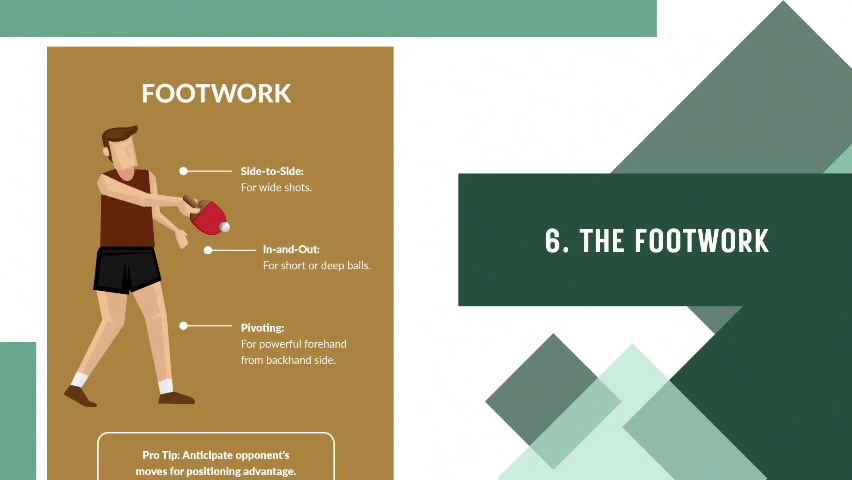 FOOTWORK
Side-to-Side:
For wide shots.
In-and-Out:
For short or deep balls.
Pivoting:
For powerful forehand
from backhand side.
Pro Tip: Anticipate opponent's
moves for positioning advantage.
6. THE FOOTWORK